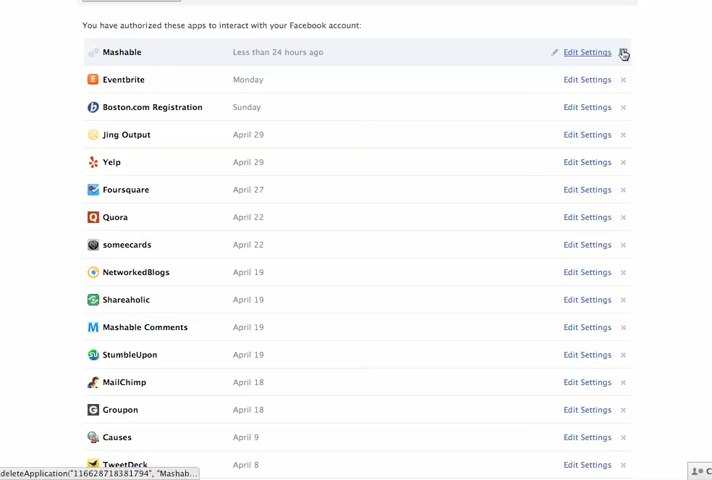 You have authorized these apps to interact with your Facebook account:
Mashable Less than 24 hours ago Edit Settings
Eventbrite Monday Edit Settings ×
Boston.com Registration Sunday Edit Settings ×
Jing Output April 29 Edit Settings ×
Yelp April 29 Edit Settings ×
Foursquare April 27 Edit Settings ×
Quora April 22 Edit Settings ×
someecards April 22 Edit Settings ×
NetworkedBlogs April 19 Edit Settings ×
Shareaholic April 19 Edit Settings ×
Mashable Comments April 19 Edit Settings ×
StumbleUpon April 19 Edit Settings ×
MailChimp April 18 Edit Settings ×
Groupon April 18 Edit Settings ×
Causes April 9 Edit Settings ×
TweetDeck April 8 Edit Settings ×
deleteApplication("116628718381794", "Mashab...
C